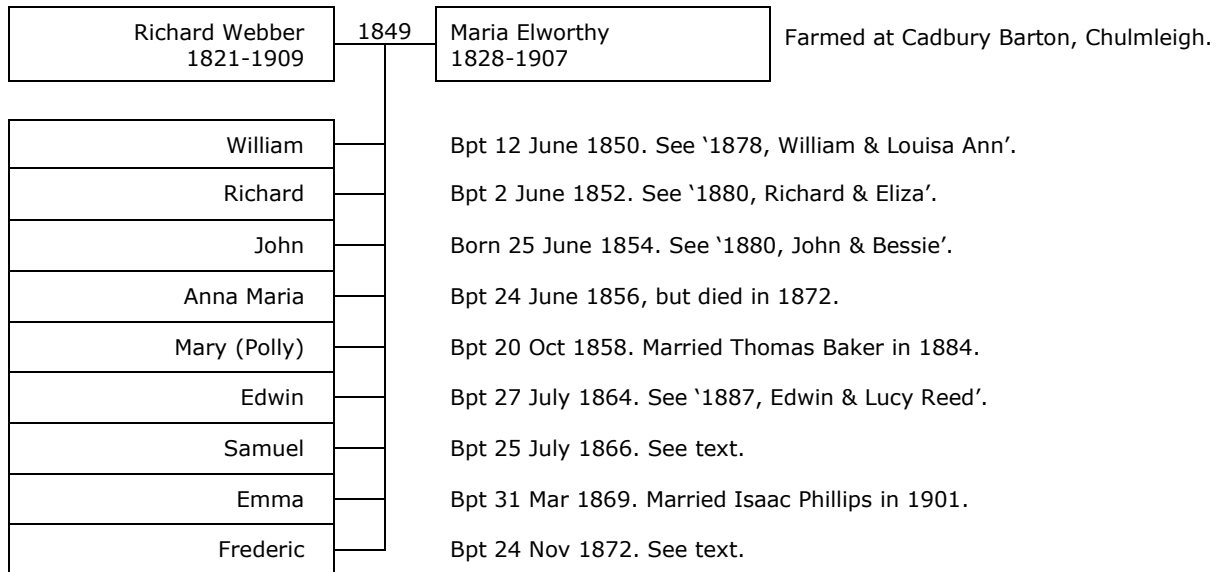 Richard Webber 1849 Maria Elworthy Farmed at Cadbury Barton, Chulmleigh.
1821-1909 1828-1907
William Bpt 12 June 1850. See ‘1878, William & Louisa Ann’.
Richard Bpt 2 June 1852. See ‘1880, Richard & Eliza’.
John Born 25 June 1854. See ‘1880, John & Bessie’.
Anna Maria Bpt 24 June 1856, but died in 1872.
Mary (Polly) Bpt 20 Oct 1858. Married Thomas Baker in 1884.
Edwin Bpt 27 July 1864. See ‘1887, Edwin & Lucy Reed’.
Samuel Bpt 25 July 1866. See text.
Emma Bpt 31 Mar 1869. Married Isaac Phillips in 1901.
Frederic Bpt 24 Nov 1872. See text.